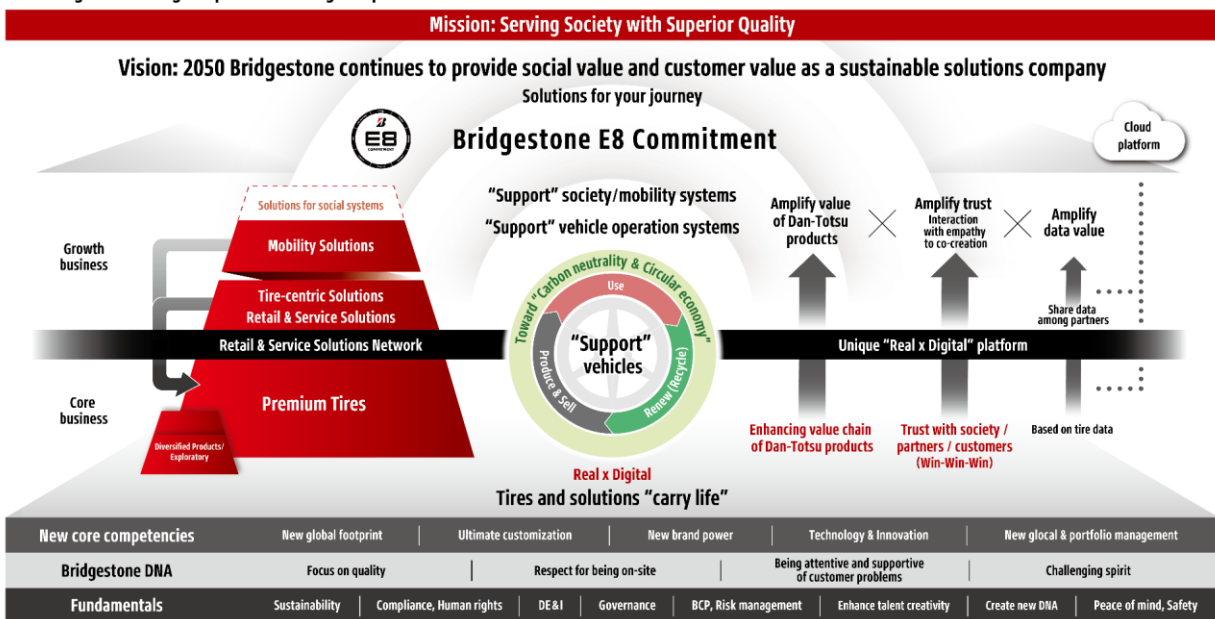 Mission: Serving Society with Superior Quality
Vision: 2050 Bridgestone continues to provide social value and customer value as a sustainable solutions company
Solutions for your journey
E8
COMMITMENT
Bridgestone E8 Commitment
Cloud
platform
"Support" society/mobility systems
"Support" vehicle operation systems
Growth
business
Core
business
Solutions for social systems
Mobility Solutions
Tire-centric Solutions
Retail & Service Solutions
Retail & Service Solutions Network
Premium Tires
Diversified Products/
Exploratory
Toward "Carbon neutrality & Circular economy"
Use
Produce & Sell
Renew (Recycle)
"Support"
vehicles
Real x Digital
Tires and solutions "carry life"
Amplify value
of Dan-Totsu
products
Amplify trust
Interaction
with empathy
to co-creation
Amplify
data value
Share data
among partners
Unique "Real x Digital" platform
Enhancing value chain
of Dan-Totsu products
Trust with society /
partners / customers
(Win-Win-Win)
Based on tire data
New core competencies
New global footprint
Ultimate customization
New brand power
Technology & Innovation
New glocal & portfolio management
Bridgestone DNA
Focus on quality
Respect for being on-site
Being attentive and supportive
of customer problems
Challenging spirit
Fundamentals
Sustainability
Compliance, Human rights
DE&I
Governance
BCP, Risk management
Enhance talent creativity
Create new DNA
Peace of mind, Safety